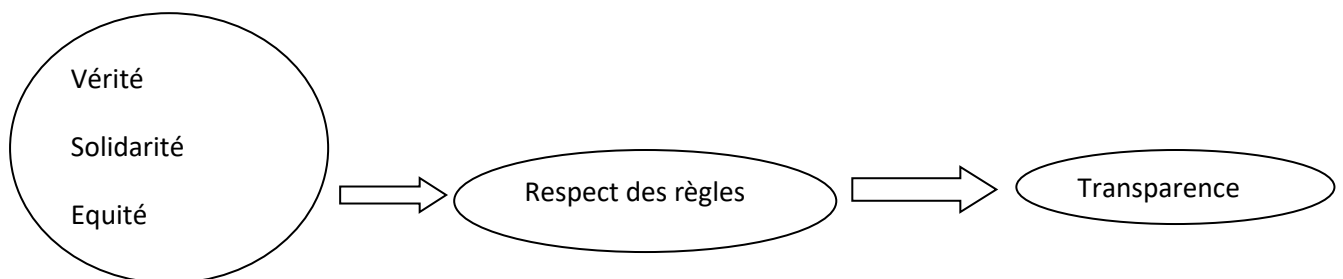 Vérité
Solidarité
Equité
Respect des règles
Transparence